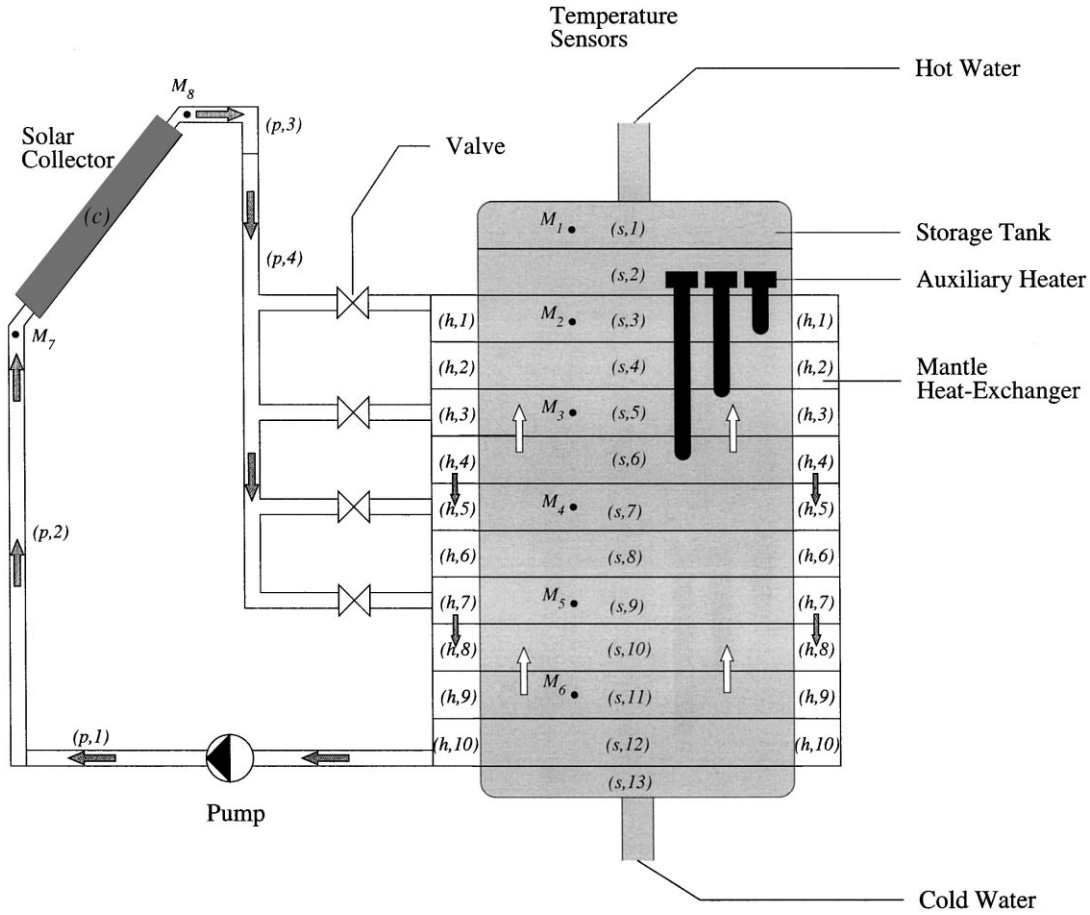 Temperature
Sensors
Hot Water
M8
(p,3)
Solar
Collector
Valve
(c)
M1
(s,1)
Storage Tank
(p,4)
(s,2)
Auxiliary Heater
(h,1)
M2
(s,3)
(h,1)
M7
(h,2)
(s,4)
(h,2)
Mantle
Heat-Exchanger
(h,3)
M3
(s,5)
(h,3)
(h,4)
(s,6)
(h,4)
(h,5)
M4
(s,7)
(h,5)
(p,2)
(h,6)
(s,8)
(h,6)
(h,7)
M5
(s,9)
(h,7)
(h,8)
(s,10)
(h,8)
(h,9)
M6
(s,11)
(h,9)
(p,1)
(h,10)
(s,12)
(h,10)
(s,13)
Pump
Cold Water